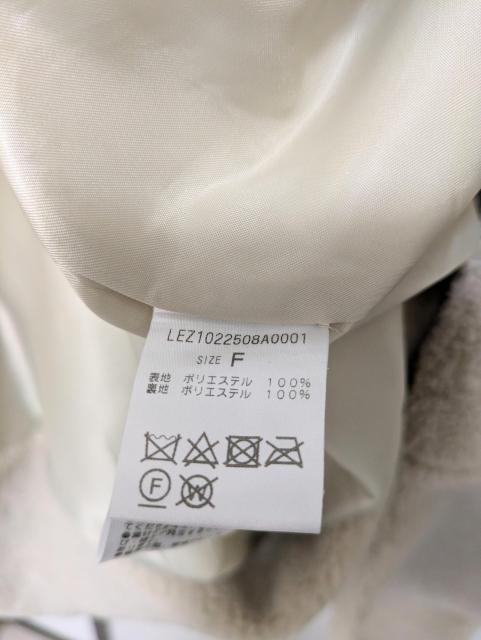 LEZ1022508A0001
SIZE F
表地 ポリエステル 100%
裏地 ポリエステル 100%
F W